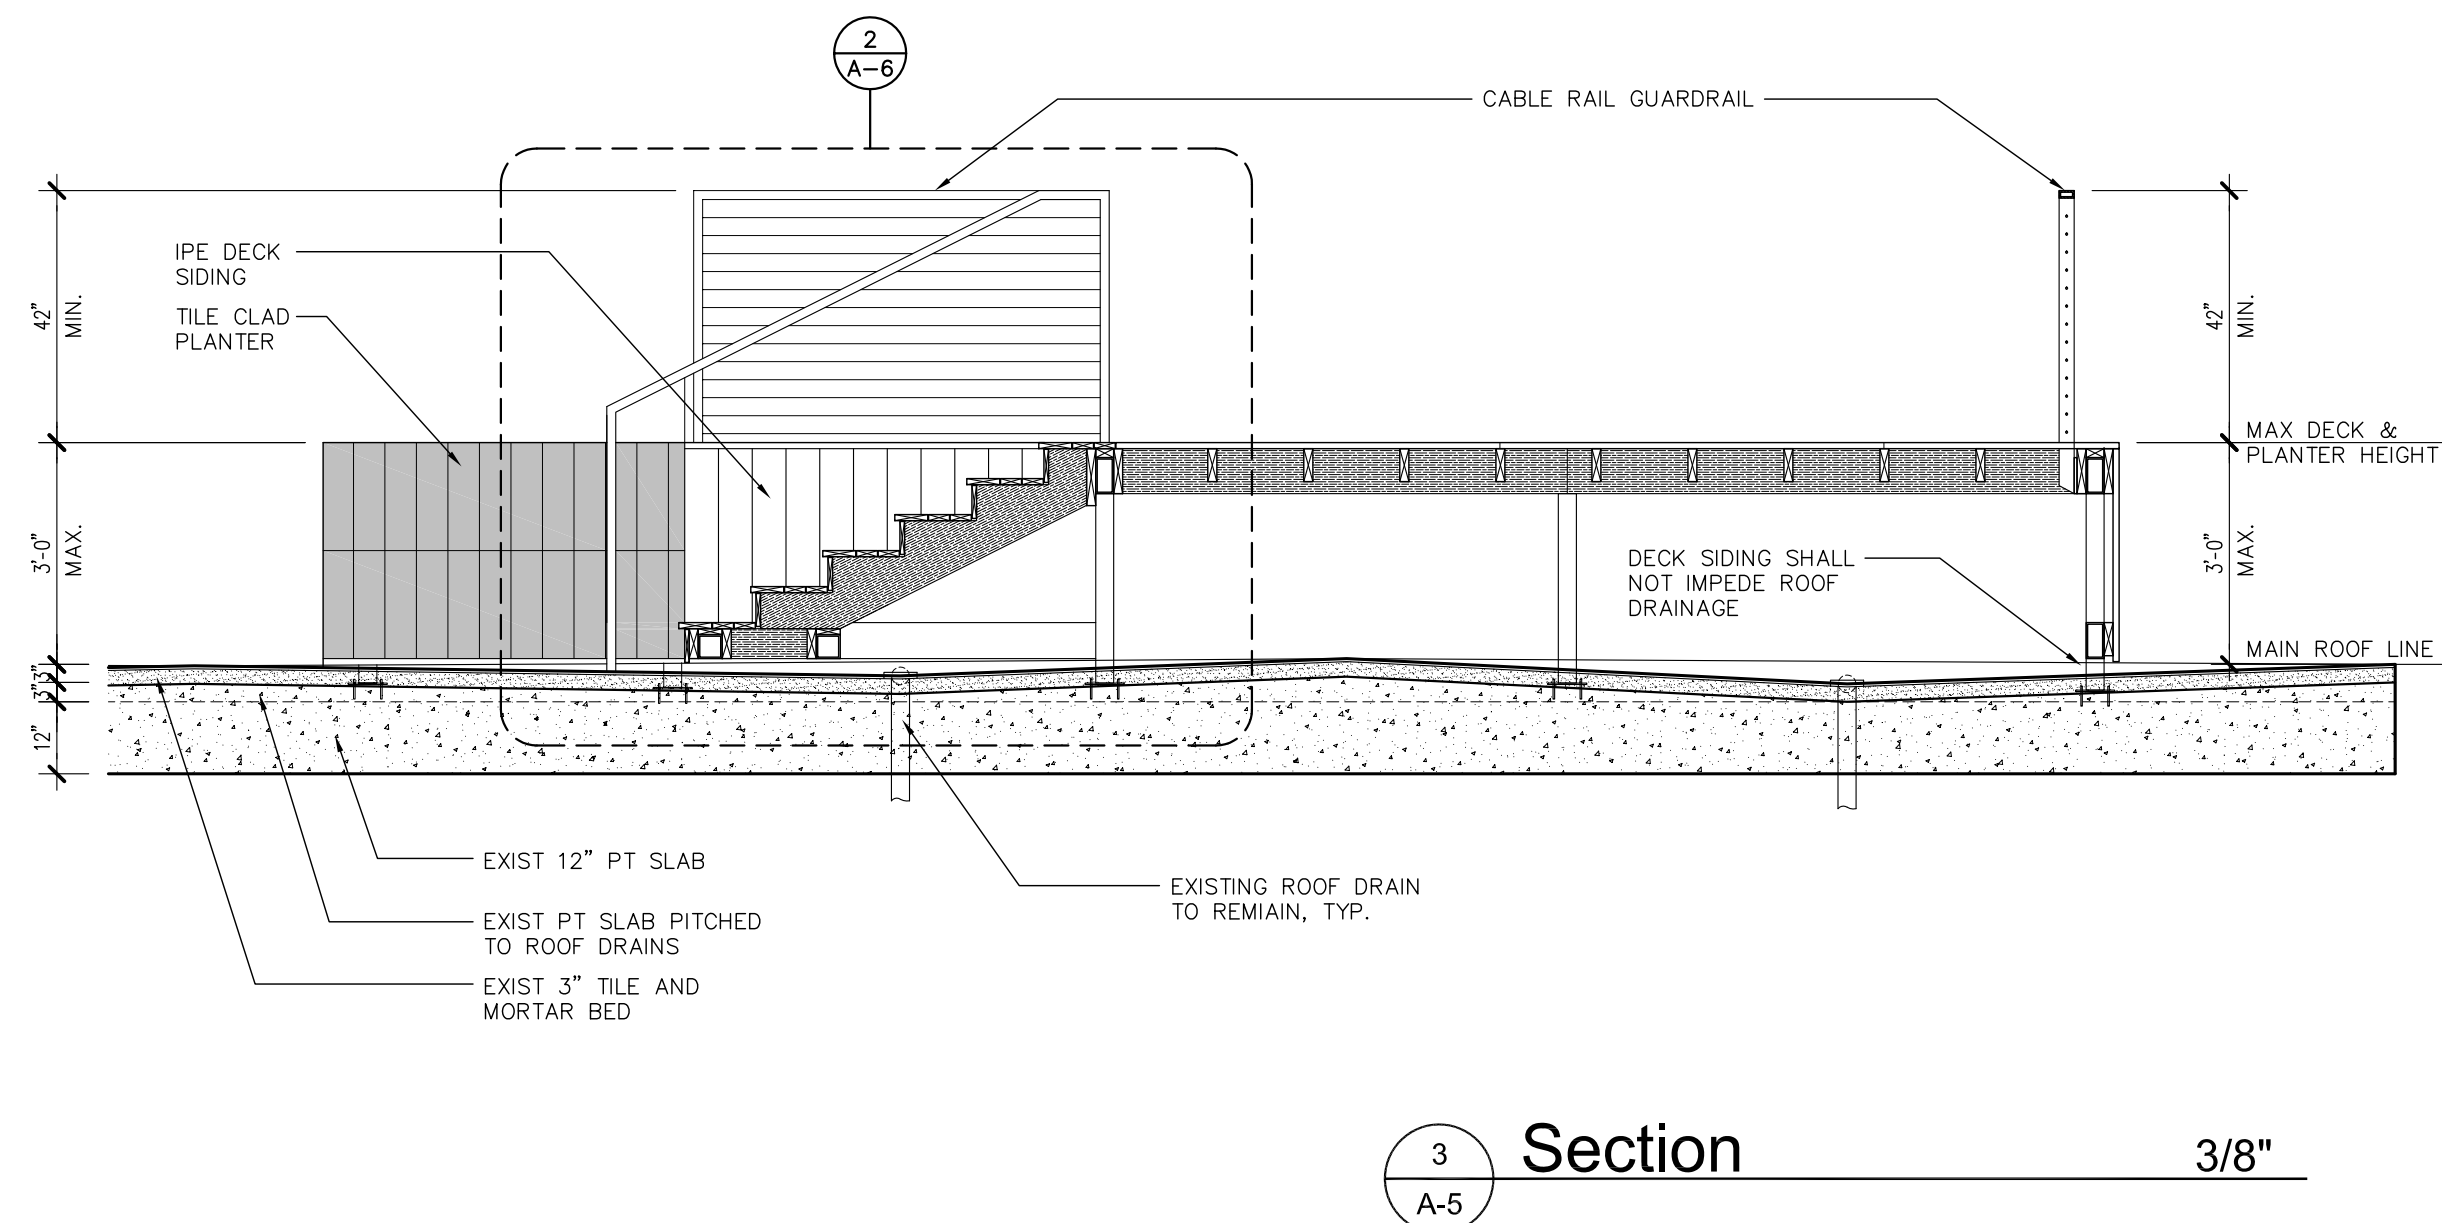 2
A-6
CABLE RAIL GUARDRAIL
IPE DECK
SIDING
TILE CLAD
PLANTER
42"
MIN.
42"
MIN.
MAX DECK &
PLANTER HEIGHT
3'-0"
MAX.
3'-0"
MAX.
DECK SIDING SHALL
NOT IMPEDE ROOF
DRAINAGE
MAIN ROOF LINE
3"
3"
12"
EXIST 12" PT SLAB
EXIST PT SLAB PITCHED
TO ROOF DRAINS
EXIST 3" TILE AND
MORTAR BED
EXISTING ROOF DRAIN
TO REMIAIN, TYP.
3
A-5
Section
3/8"